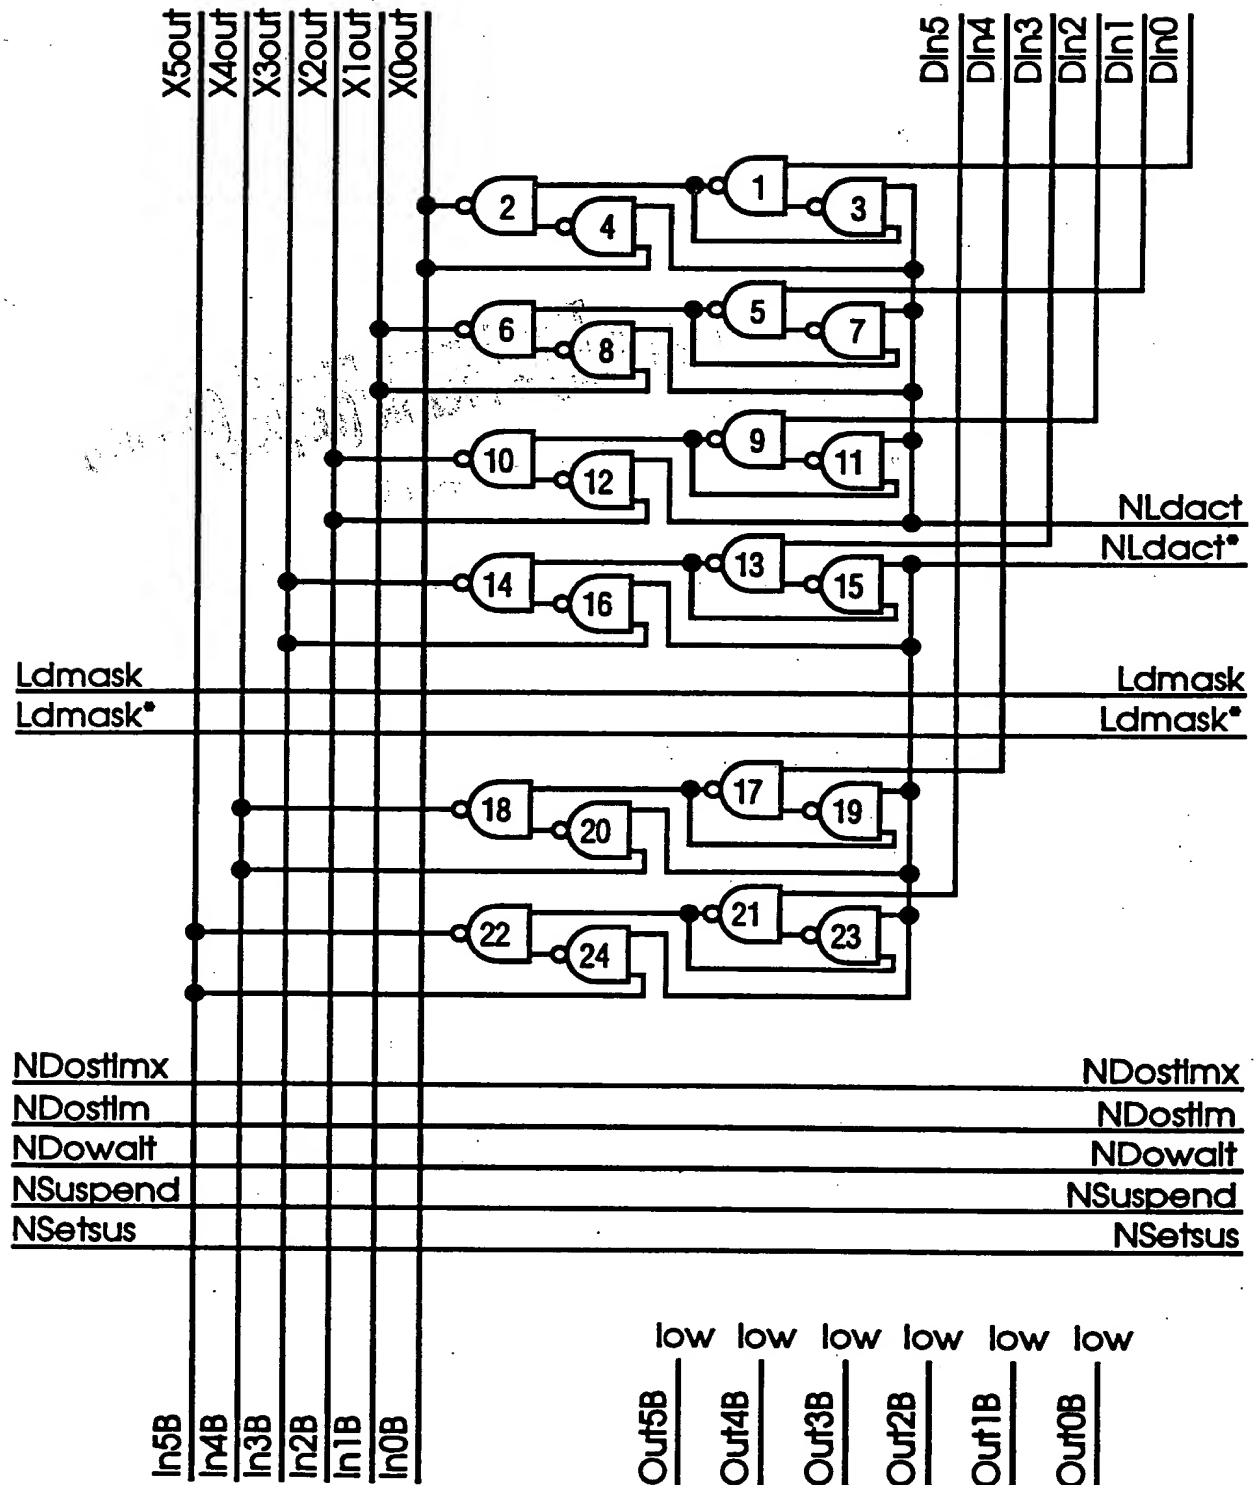 X5out
X4out
X3out
X2out
X1out
X0out
DIn5
DIn4
DIn3
DIn2
DIn1
DIn0
1
2
3
4
5
6
7
8
9
10
11
12
NLdact
NLdact*
13
14
15
16
Ldmask
Ldmask
Ldmask*
Ldmask*
17
18
19
20
21
22
23
24
NDostimx
NDostimx
NDostim
NDostim
NDowait
NDowait
NSuspend
NSuspend
NSetsus
NSetsus
low low low low low low
In5B
In4B
In3B
In2B
In1B
In0B
Out5B
Out4B
Out3B
Out2B
Out1B
Out0B